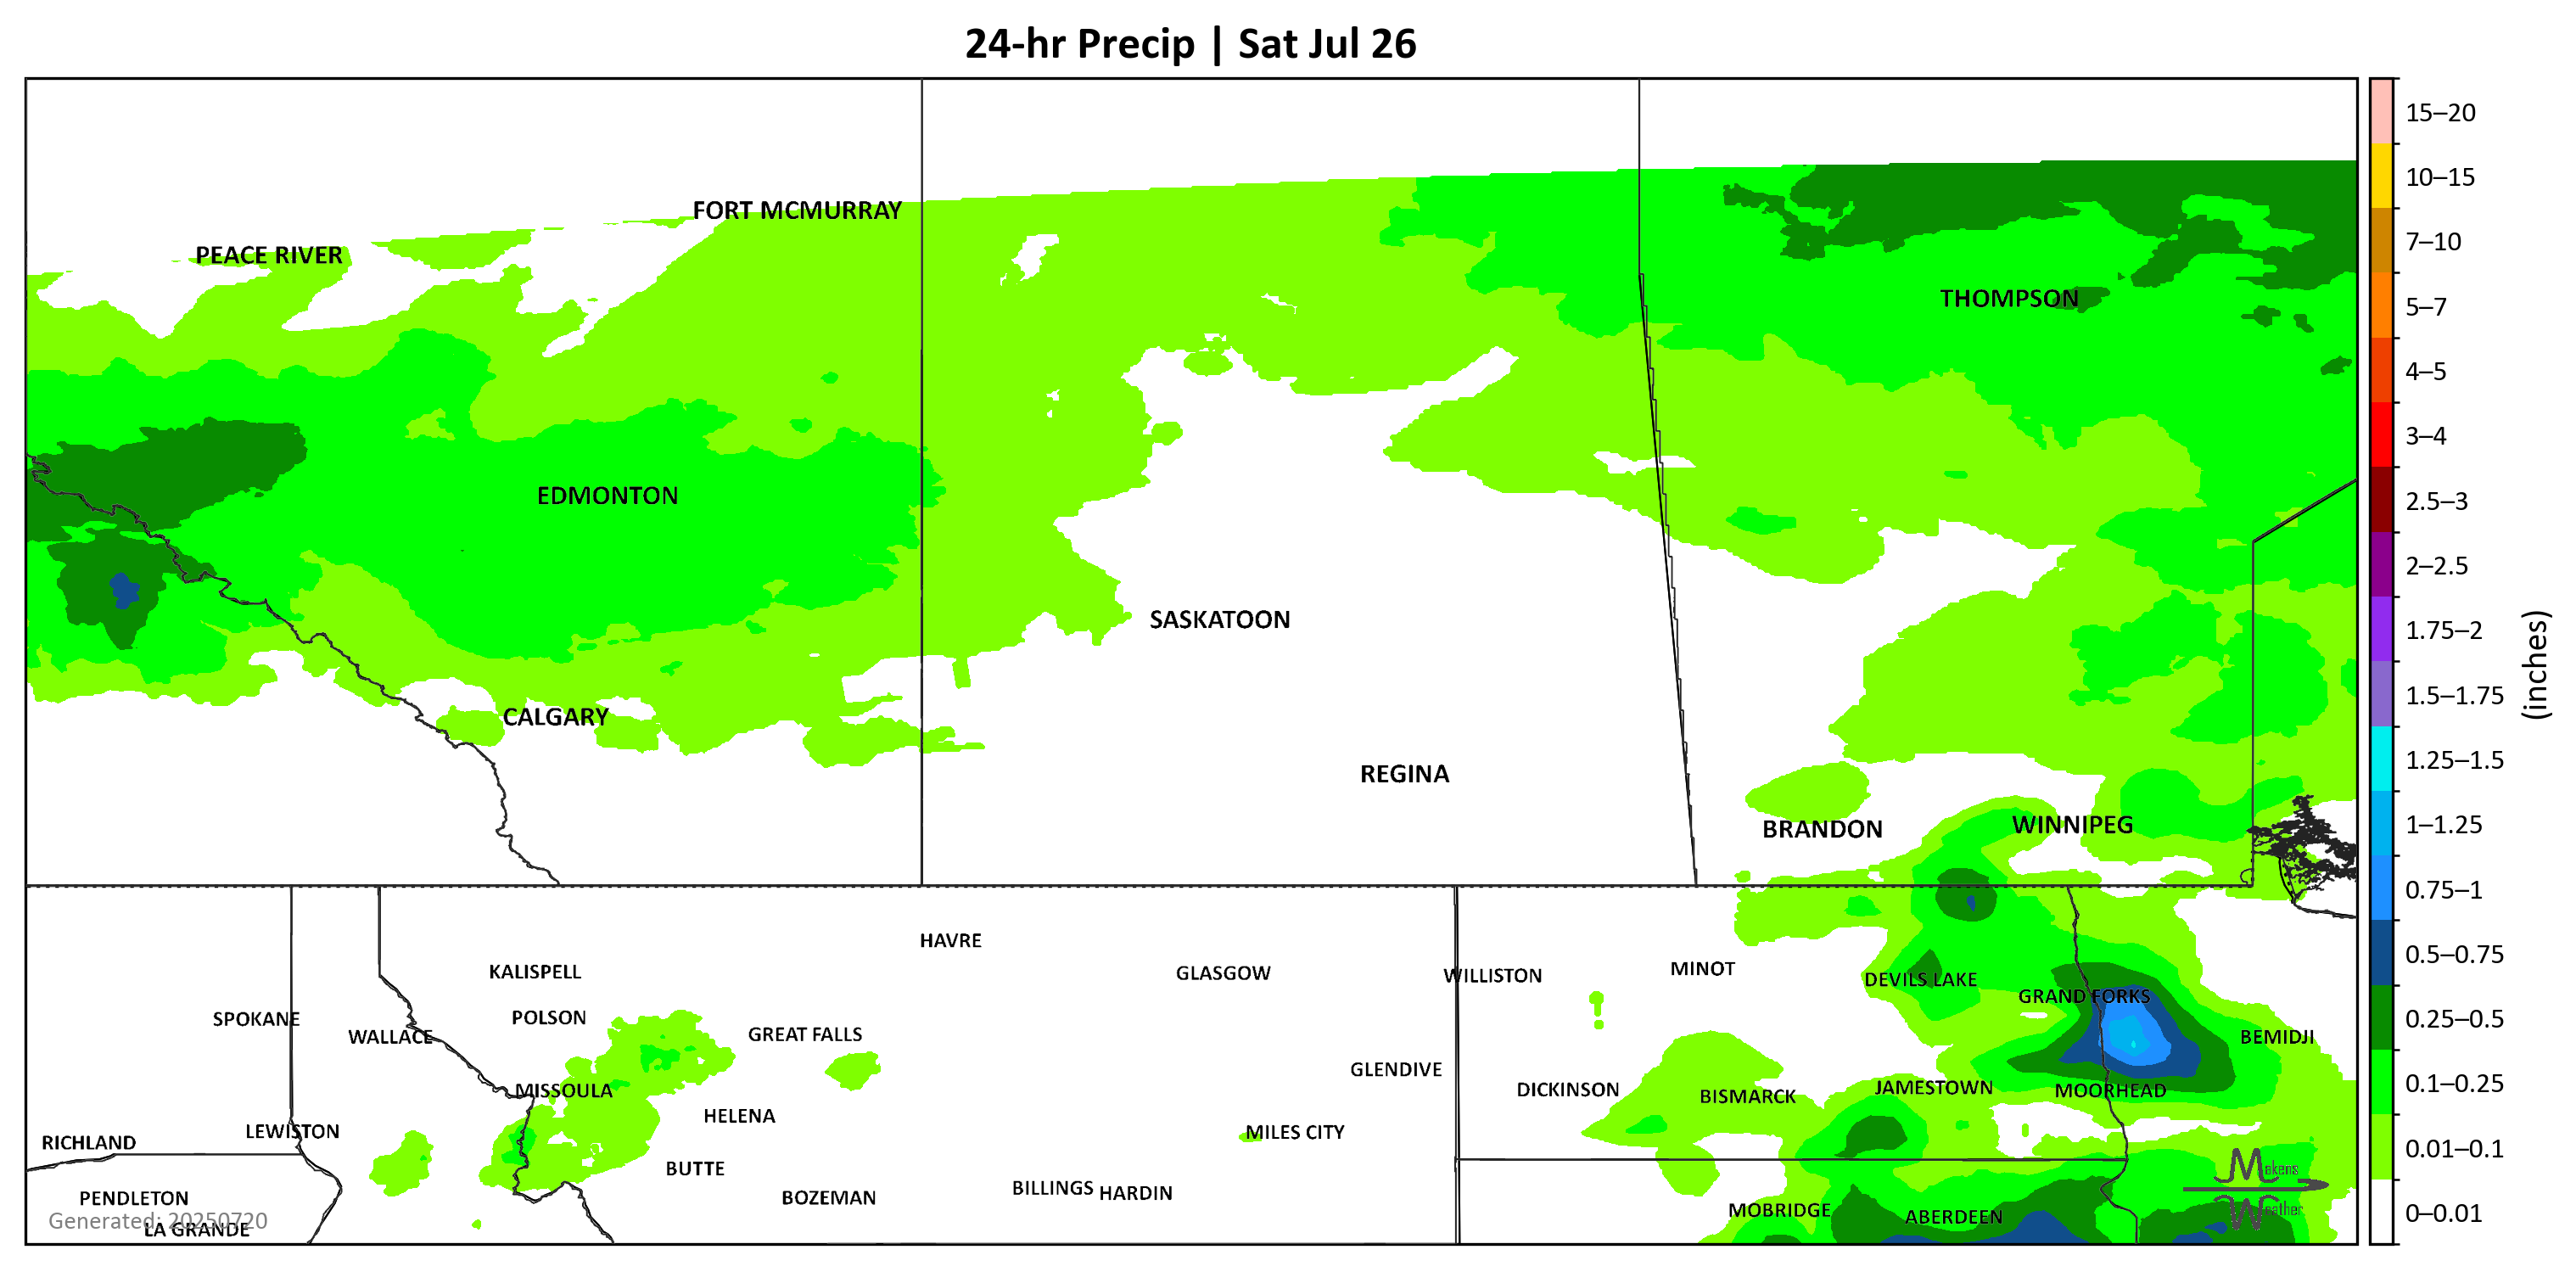 24-hr Precip | Sat Jul 26
FORT MCMURRAY
PEACE RIVER
THOMPSON
EDMONTON
SASKATOON
CALGARY
REGINA
BRANDON
WINNIPEG
HAVRE
KALISPELL
GLASGOW
WILLISTON
MINOT
DEVILS LAKE
GRAND FORKS
SPOKANE
WALLACE
POLSON
GREAT FALLS
BEMIDJI
GLENDIVE
MISSOULA
DICKINSON
BISMARCK
JAMESTOWN
MOORHEAD
HELENA
RICHLAND
LEWISTON
MILES CITY
BUTTE
PENDLETON
BOZEMAN
BILLINGS
HARDIN
MOBRIDGE
ABERDEEN
Generated: 20250720
LA GRANDE
Makens
Weather
15–20
10–15
7–10
5–7
4–5
3–4
2.5–3
2–2.5
1.75–2
1.5–1.75
1.25–1.5
1–1.25
0.75–1
0.5–0.75
0.25–0.5
0.1–0.25
0.01–0.1
0–0.01
(inches)